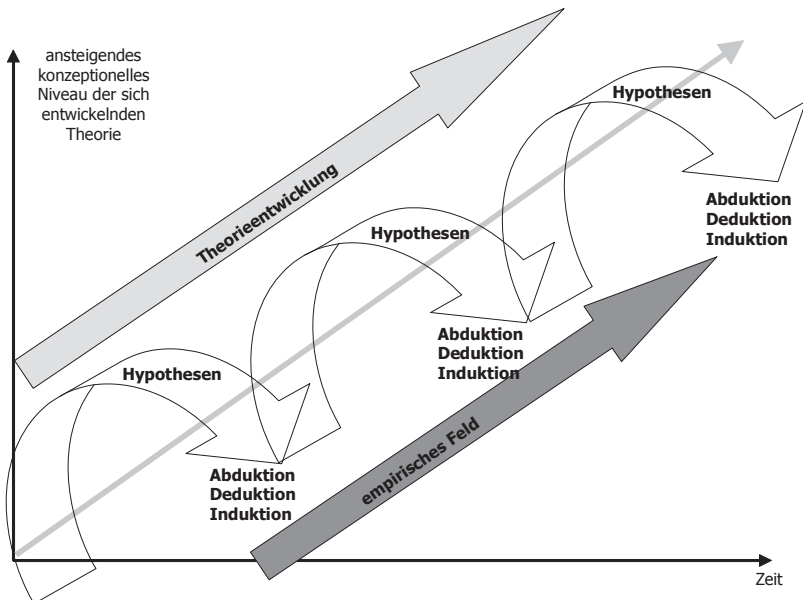 ansteigendes
konzeptionelles
Niveau der sich
entwickelnden
Theorie
Hypothesen
Theorieentwicklung
Abduktion
Deduktion
Induktion
Hypothesen
Abduktion
Deduktion
Induktion
Hypothesen
empirisches Feld
Abduktion
Deduktion
Induktion
Zeit